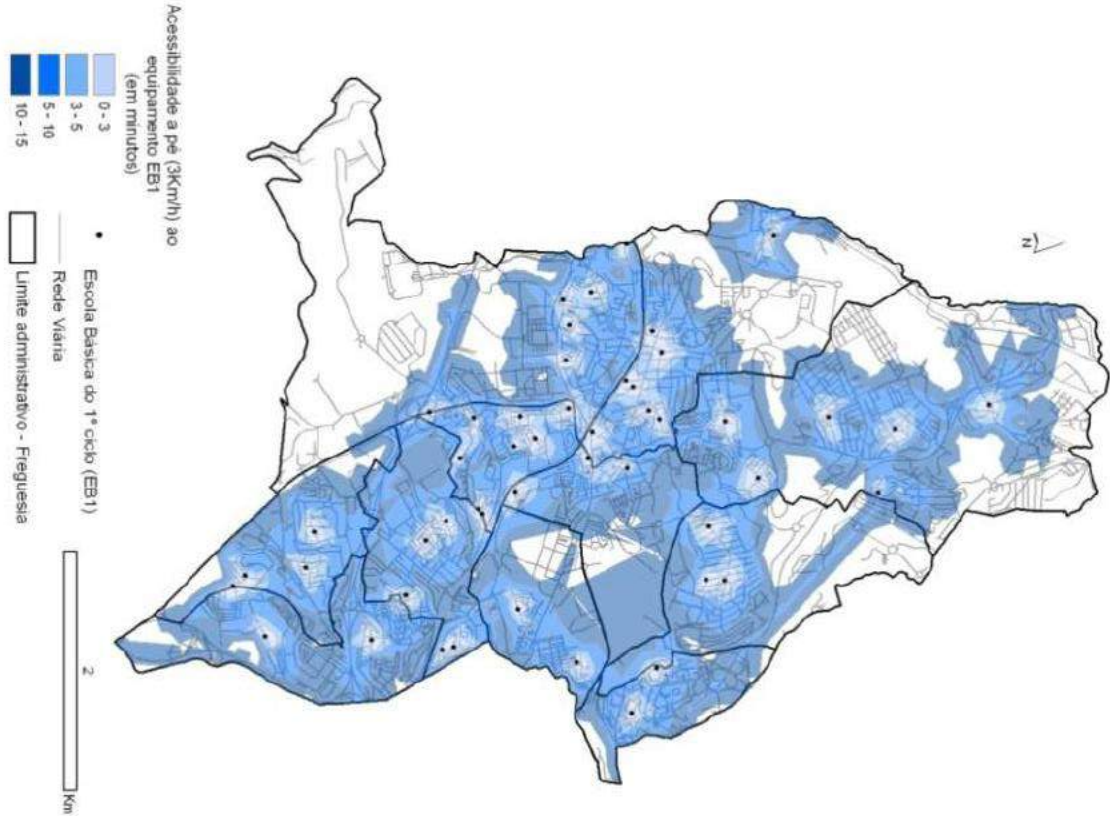 Acessibilidade a pé (3Km/h) ao
equipamento EB1
(em minutos)
0 - 3
3 - 5
5 - 10
10 - 15
Escola Básica do 1º ciclo (EB1)
Rede Viária
Limite administrativo - Freguesia
2
Km
N